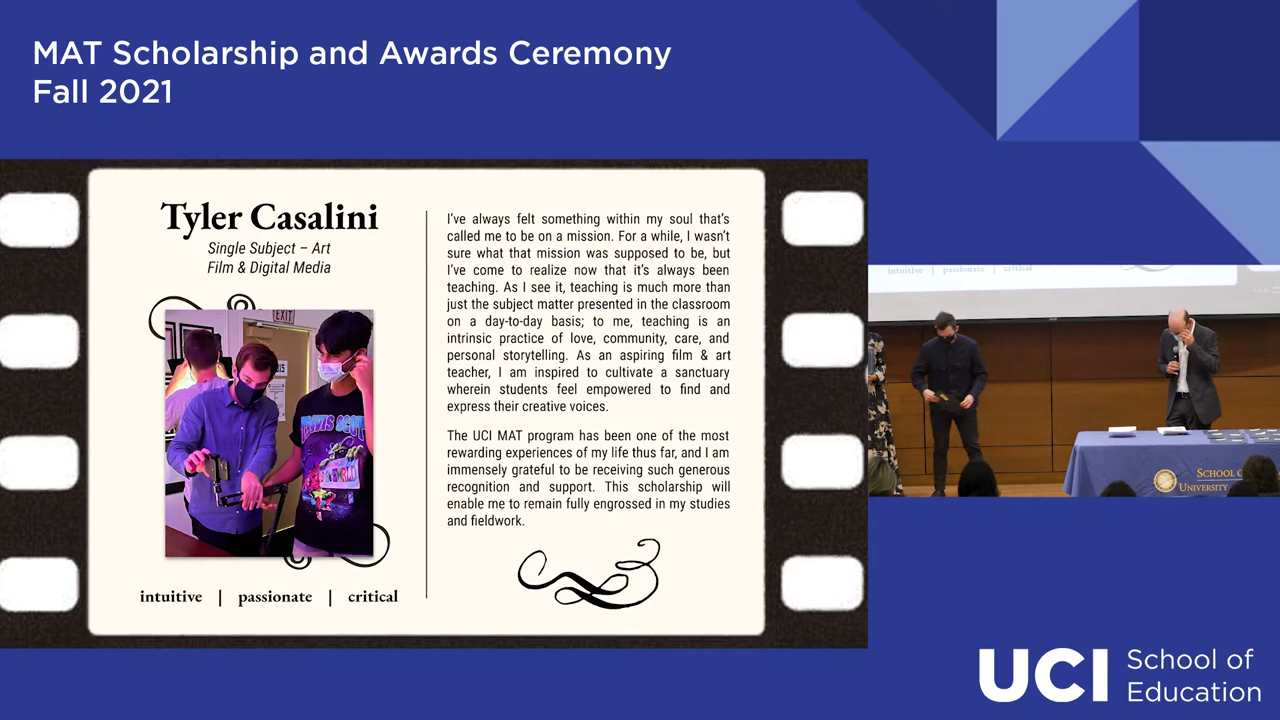 MAT Scholarship and Awards Ceremony
Fall 2021
Tyler Casalini
Single Subject – Art
Film & Digital Media
EXIT
TRAVIS SCOTT
intuitive | passionate | critical
I've always felt something within my soul that's
called me to be on a mission. For a while, I wasn't
sure what that mission was supposed to be, but
I've come to realize now that it's always been
teaching. As I see it, teaching is much more than
just the subject matter presented in the classroom
on a day-to-day basis; to me, teaching is an
intrinsic practice of love, community, care, and
personal storytelling. As an aspiring film & art
teacher, I am inspired to cultivate a sanctuary
wherein students feel empowered to find and
express their creative voices.
The UCI MAT program has been one of the most
rewarding experiences of my life thus far, and I am
immensely grateful to be receiving such generous
recognition and support. This scholarship will
enable me to remain fully engrossed in my studies
and fieldwork.
intuitive | passionate | critical
SCHOOL O
UNIVERSITY
UCI School of
Education